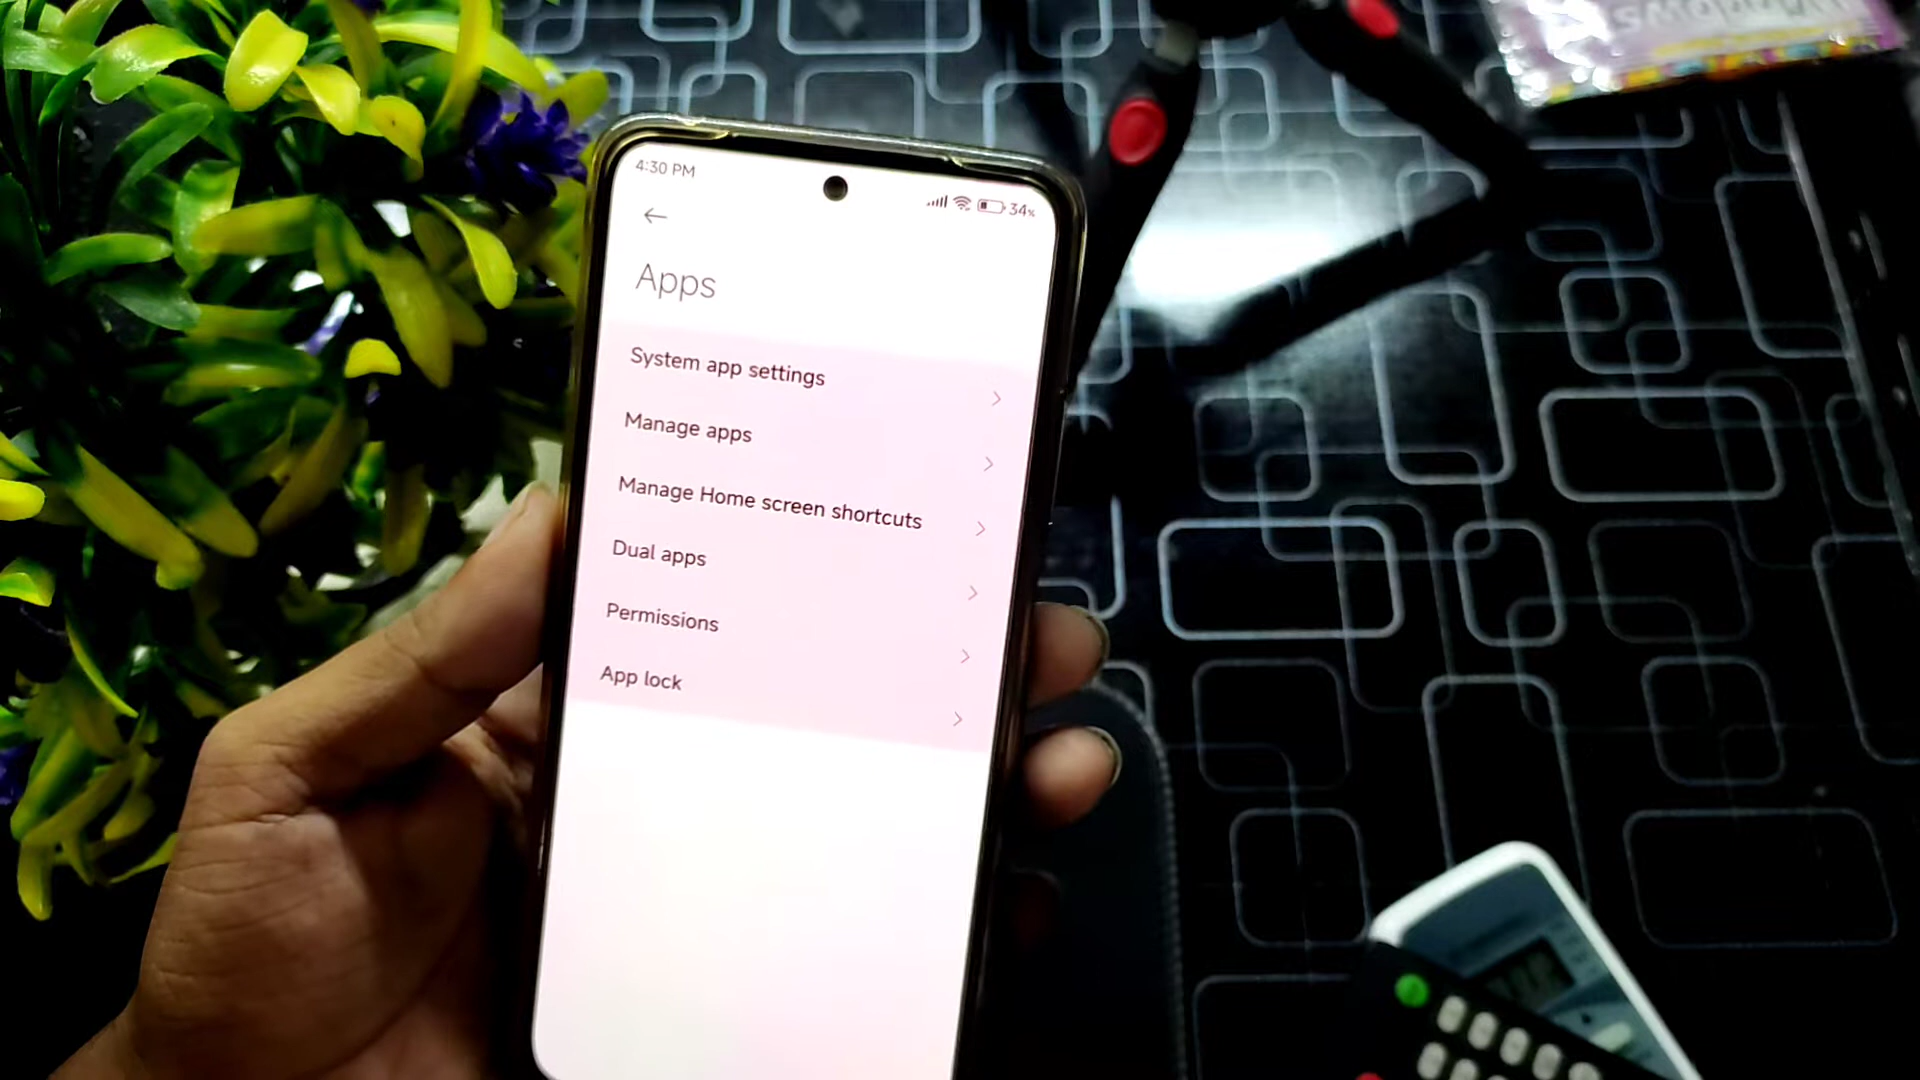 4:30 PM
34%
Apps
System app settings
Manage apps
Manage Home screen shortcuts
Dual apps
Permissions
App lock